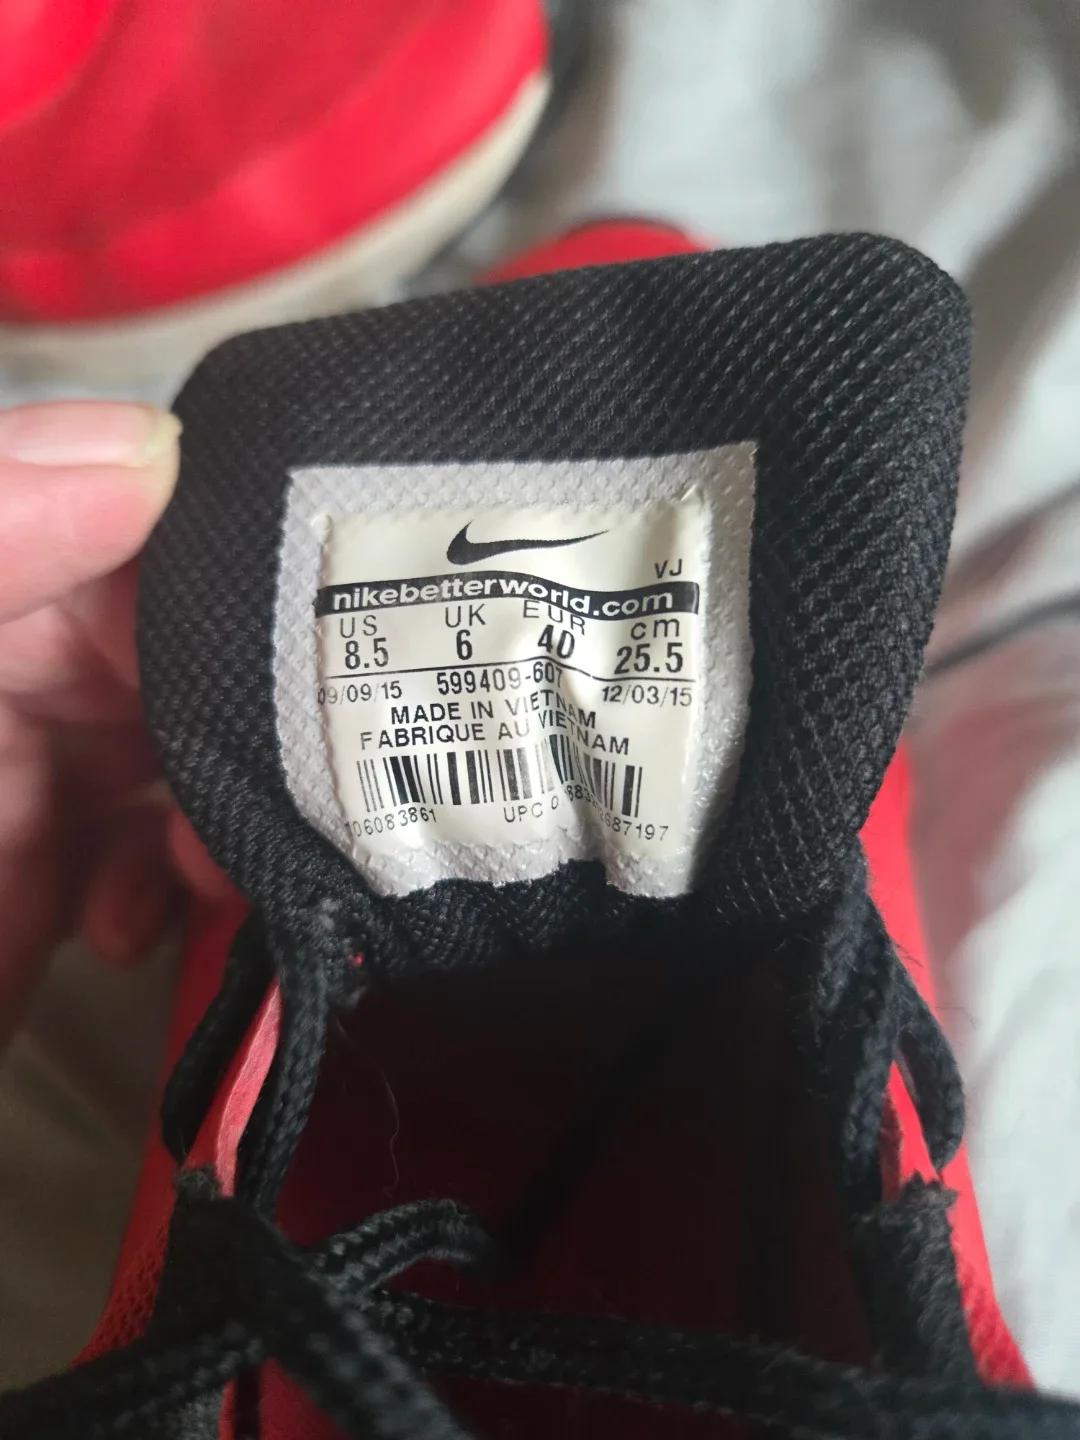 VJ
nikebetterworld.com
US UK EUR cm
8.5 6 40 25.5
09/09/15 599409-607 12/03/15
MADE IN VIETNAM
FABRIQUE AU VIETNAM
106083861 UPC